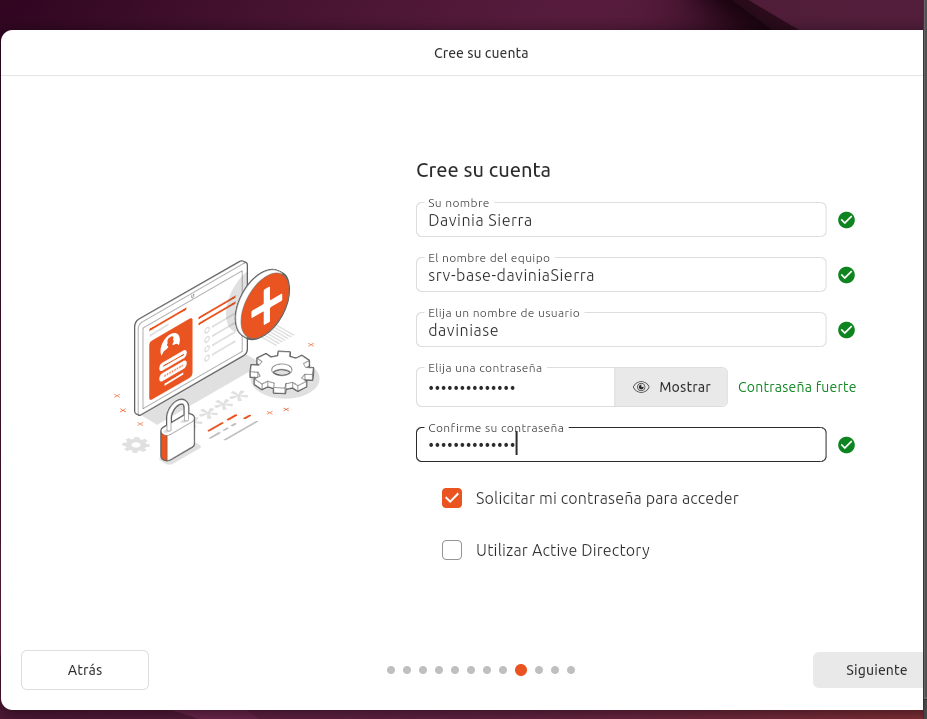 Cree su cuenta
Cree su cuenta
Su nombre
Davinia Sierra
El nombre del equipo
srv-base-daviniaSierra
Elija un nombre de usuario
daviniase
Elija una contraseña
••••••••••••••
Mostrar
Contraseña fuerte
Confirme su contraseña
••••••••••••••
Solicitar mi contraseña para acceder
Utilizar Active Directory
Atrás
Siguiente